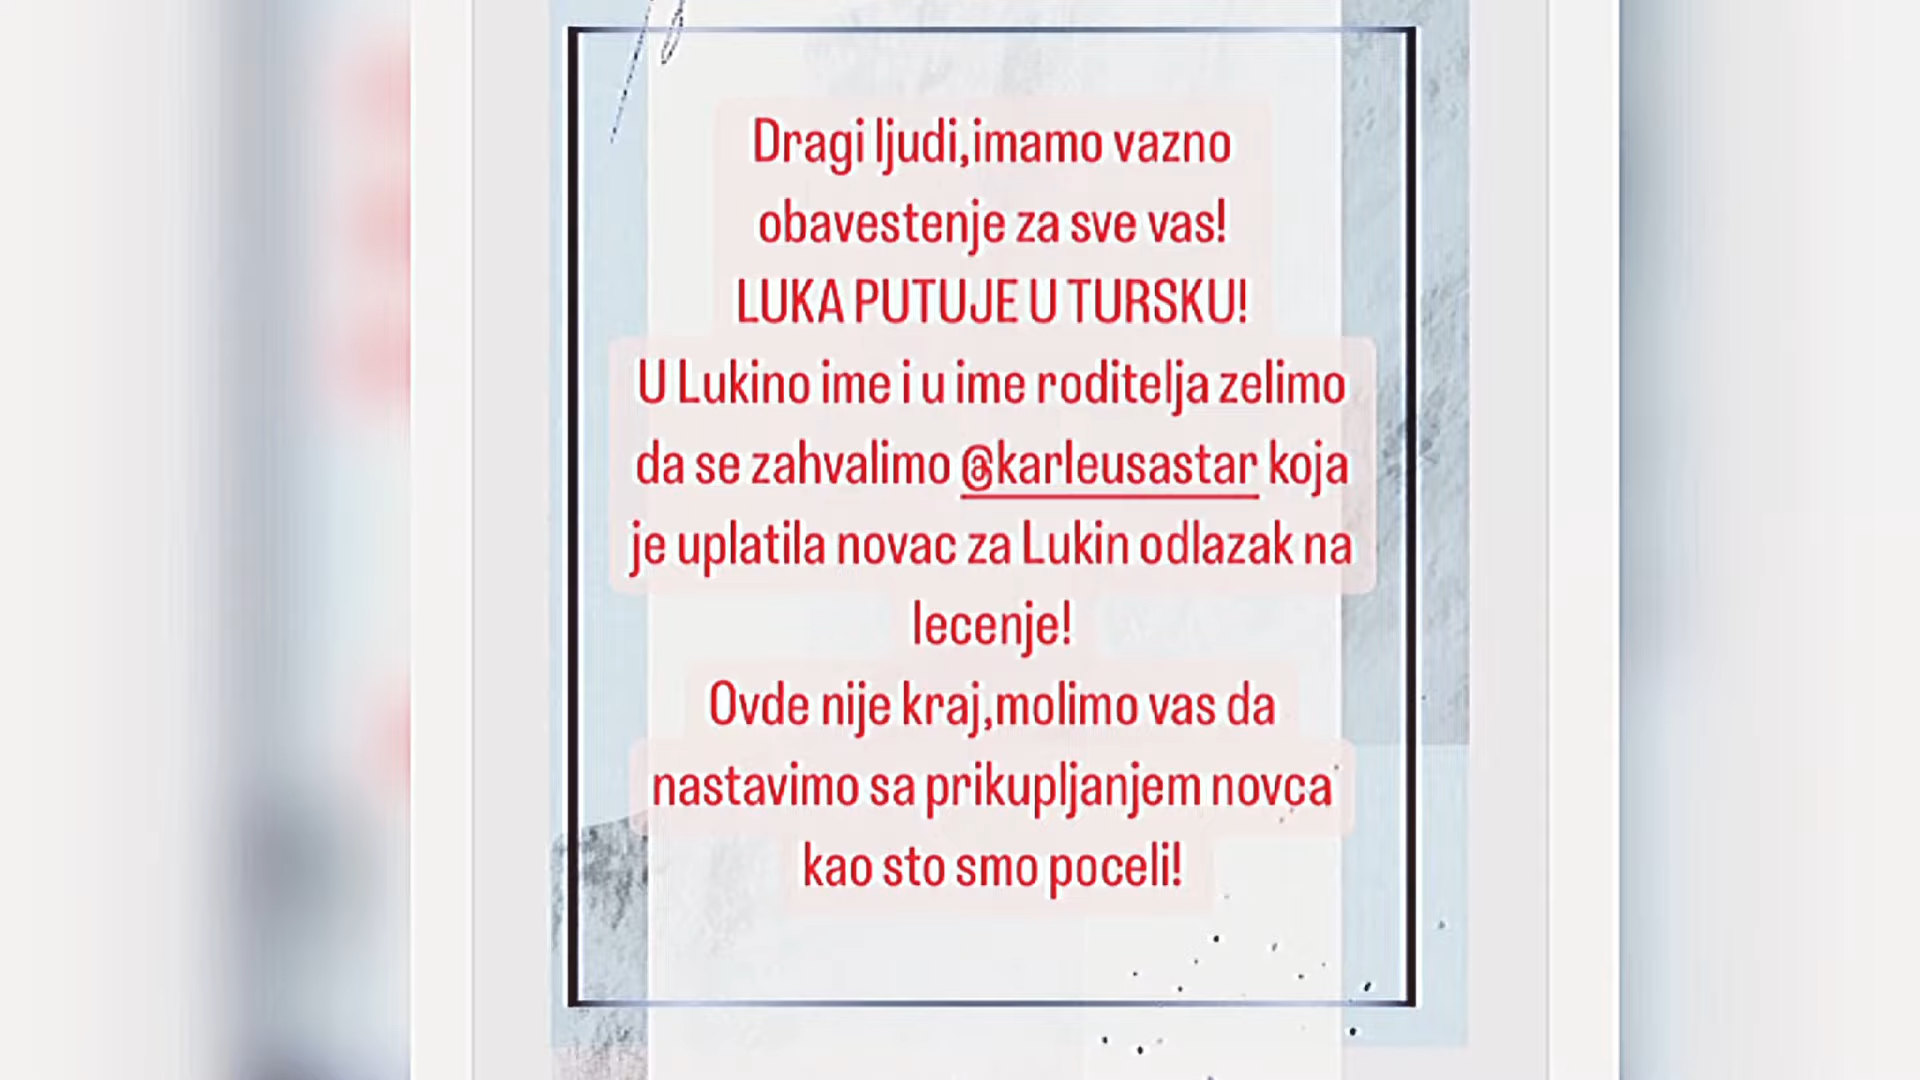 Dragi ljudi,imamo vazno
obavestenje za sve vas!
LUKA PUTUJE U TURSKU!
U Lukino ime i u ime roditelja zelimo
da se zahvalimo @karleusastar koja
je uplatila novac za Lukin odlazak na
lecenje!
Ovde nije kraj,molimo vas da
nastavimo sa prikupljanjem novca
kao sto smo poceli!